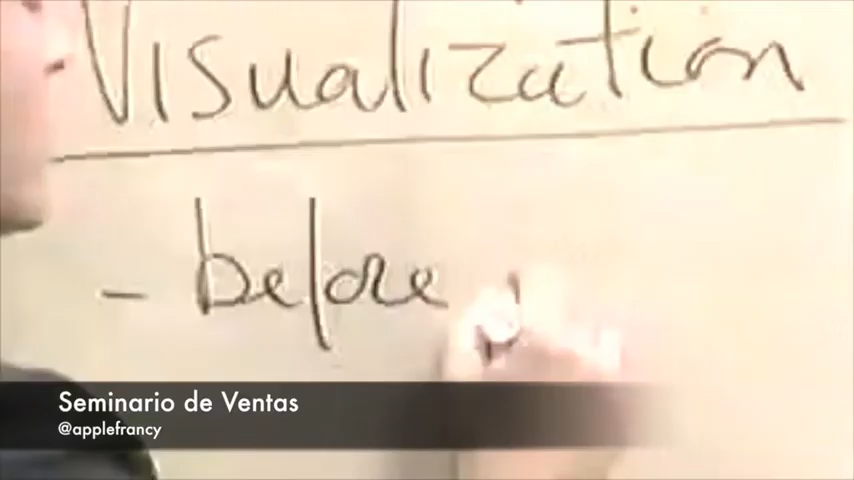 Visualization
- before
Seminario de Ventas
@applefrancy